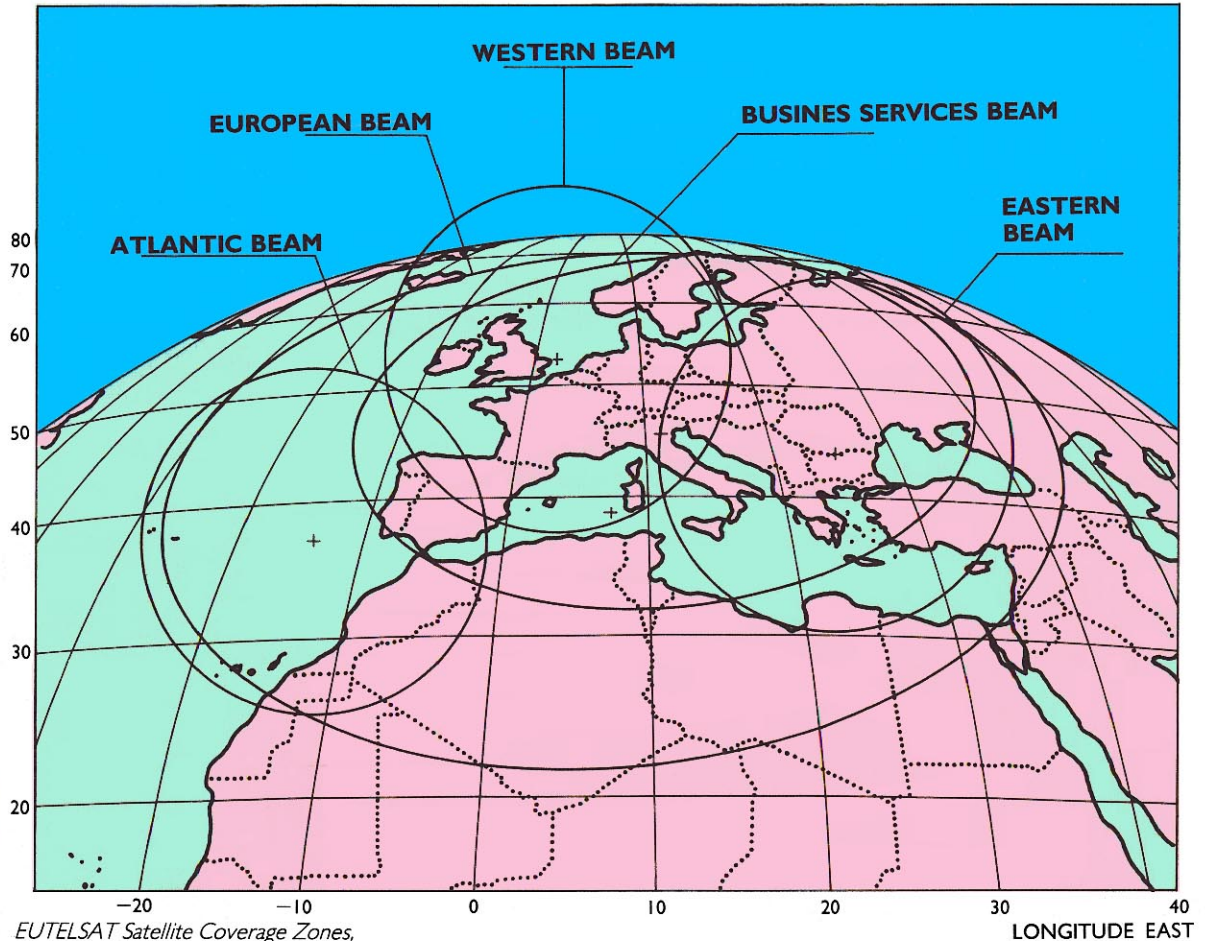 WESTERN BEAM
EUROPEAN BEAM
BUSINES SERVICES BEAM
ATLANTIC BEAM
EASTERN
BEAM
80
70
60
50
40
30
20
−20
−10
0
10
20
30
40
EUTELSAT Satellite Coverage Zones,
LONGITUDE EAST